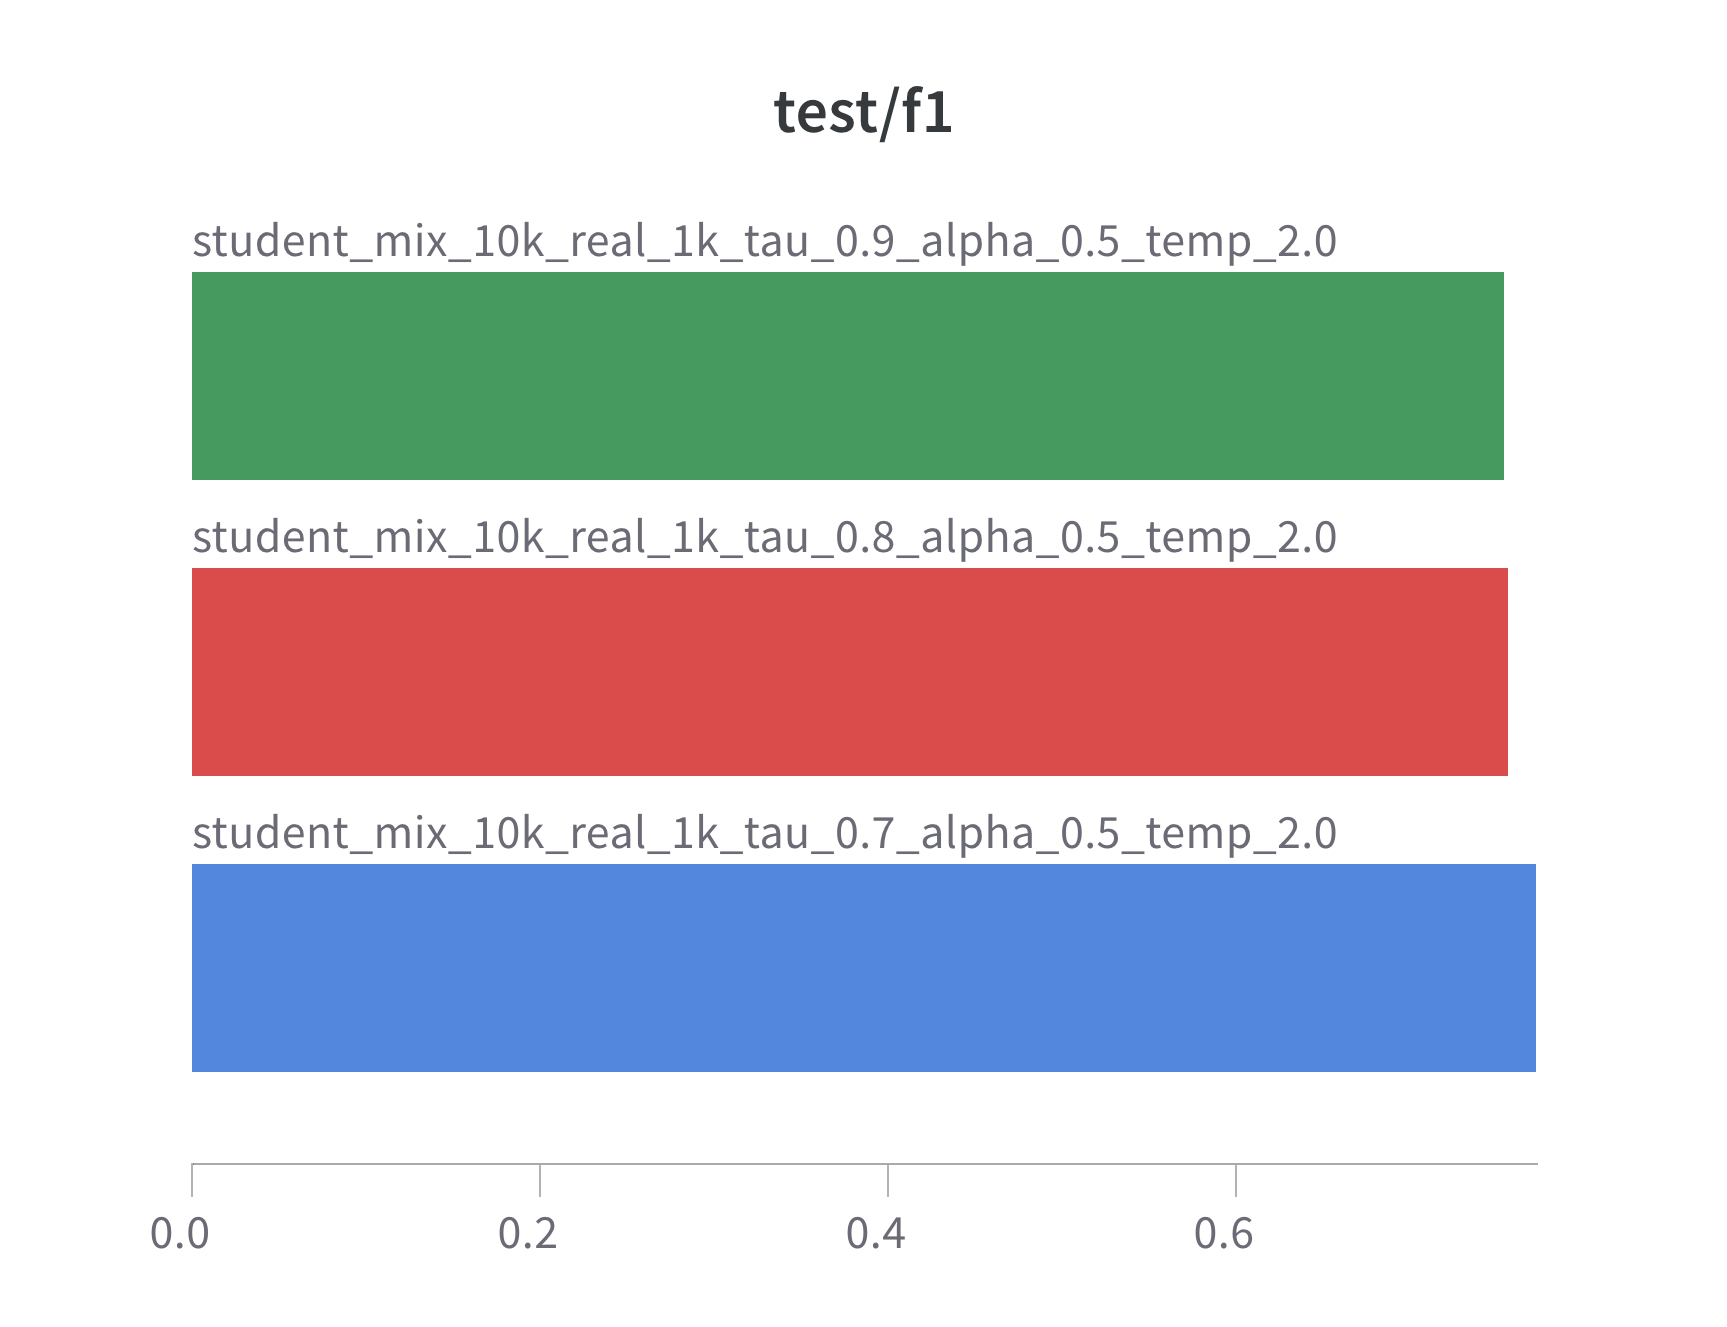 test/f1
student_mix_10k_real_1k_tau_0.9_alpha_0.5_temp_2.0
student_mix_10k_real_1k_tau_0.8_alpha_0.5_temp_2.0
student_mix_10k_real_1k_tau_0.7_alpha_0.5_temp_2.0
0.0 0.2 0.4 0.6